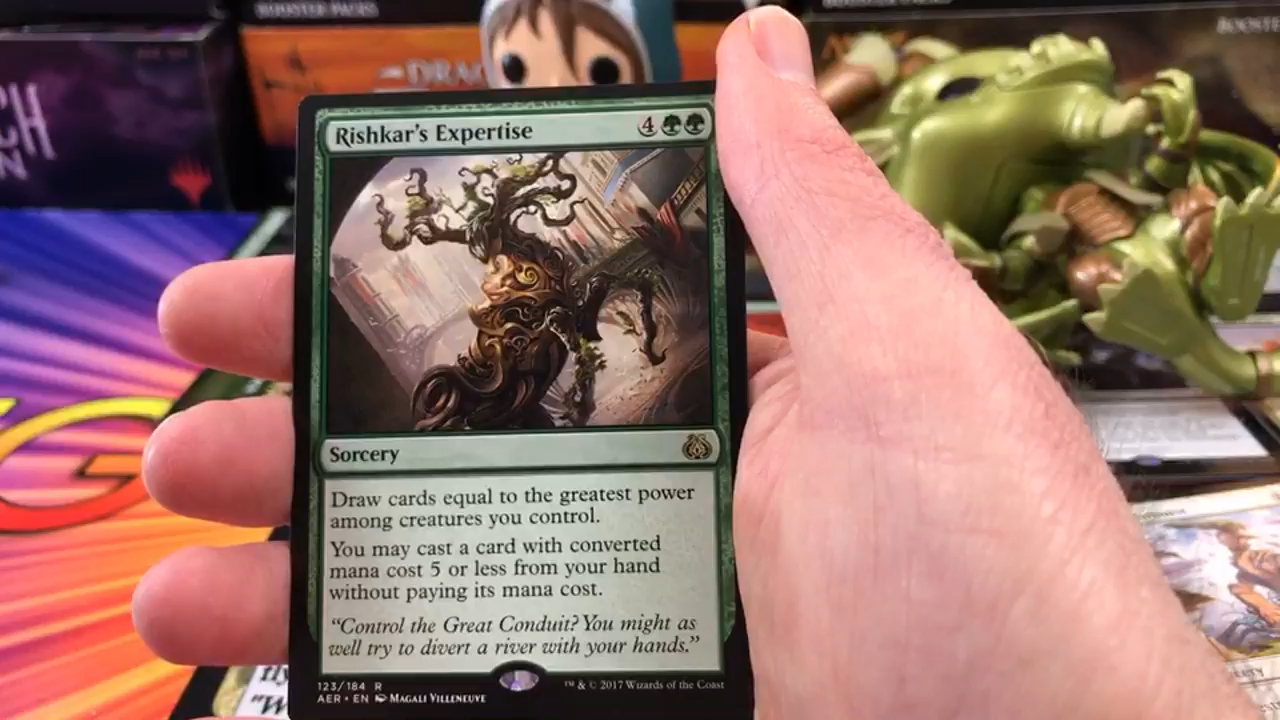 BOOSTER PACKS
DRAG
Rishkar's Expertise
4
Sorcery
Draw cards equal to the greatest power
among creatures you control.
You may cast a card with converted
mana cost 5 or less from your hand
without paying its mana cost.
"Control the Great Conduit? You might as
well try to divert a river with your hands."
123/184 R
AER • EN Magali Villeneuve
™ & © 2017 Wizards of the Coast